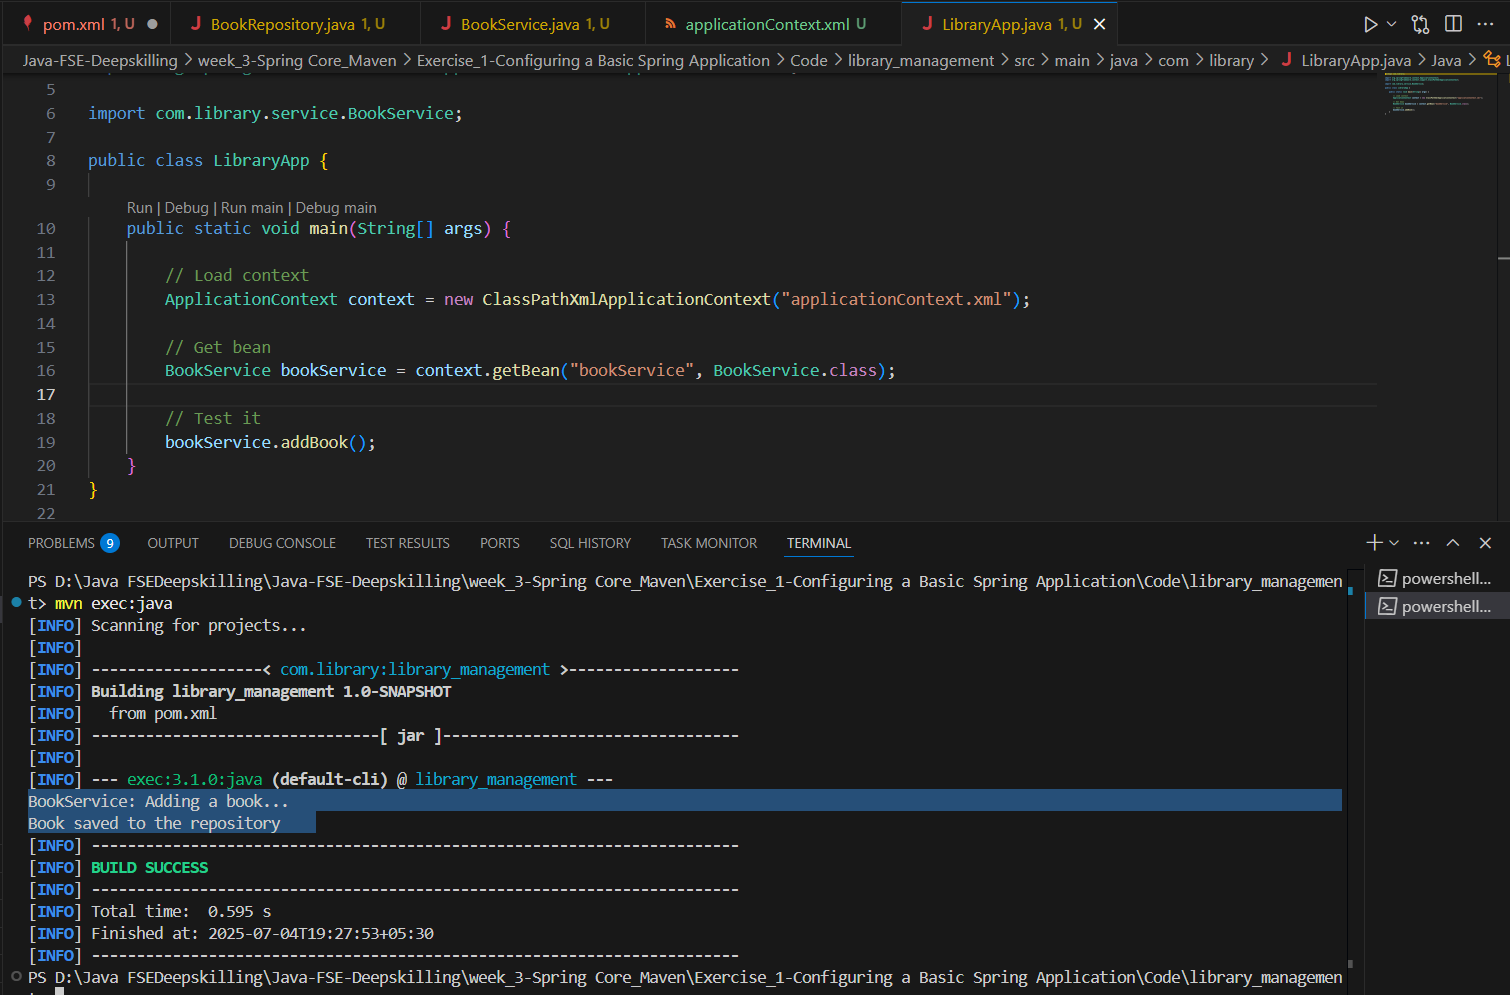 pom.xml 1, U
BookRepository.java 1, U
BookService.java 1, U
applicationContext.xml U
LibraryApp.java 1, U
Java-FSE-Deepskilling > week_3-Spring Core_Maven > Exercise_1-Configuring a Basic Spring Application > Code > library_management > src > main > java > com > library > LibraryApp.java > Java >
5
6 import com.library.service.BookService;
7
8 public class LibraryApp {
9
Run | Debug | Run main | Debug main
10 public static void main(String[] args) {
11
12 // Load context
13 ApplicationContext context = new ClassPathXmlApplicationContext("applicationContext.xml");
14
15 // Get bean
16 BookService bookService = context.getBean("bookService", BookService.class);
17
18 // Test it
19 bookService.addBook();
20 }
21 }
22
PROBLEMS 9 OUTPUT DEBUG CONSOLE TEST RESULTS PORTS SQL HISTORY TASK MONITOR TERMINAL
powershell...
powershell...
PS D:\Java FSEDeepskilling\Java-FSE-Deepskilling\week_3-Spring Core_Maven\Exercise_1-Configuring a Basic Spring Application\Code\library_managemen
t> mvn exec:java
[INFO] Scanning for projects...
[INFO]
[INFO] -------------------< com.library:library_management >-------------------
[INFO] Building library_management 1.0-SNAPSHOT
[INFO]   from pom.xml
[INFO] --------------------------------[ jar ]---------------------------------
[INFO]
[INFO] --- exec:3.1.0:java (default-cli) @ library_management ---
BookService: Adding a book...
Book saved to the repository
[INFO] ------------------------------------------------------------------------
[INFO] BUILD SUCCESS
[INFO] ------------------------------------------------------------------------
[INFO] Total time:  0.595 s
[INFO] Finished at: 2025-07-04T19:27:53+05:30
[INFO] ------------------------------------------------------------------------
PS D:\Java FSEDeepskilling\Java-FSE-Deepskilling\week_3-Spring Core_Maven\Exercise_1-Configuring a Basic Spring Application\Code\library_managemen